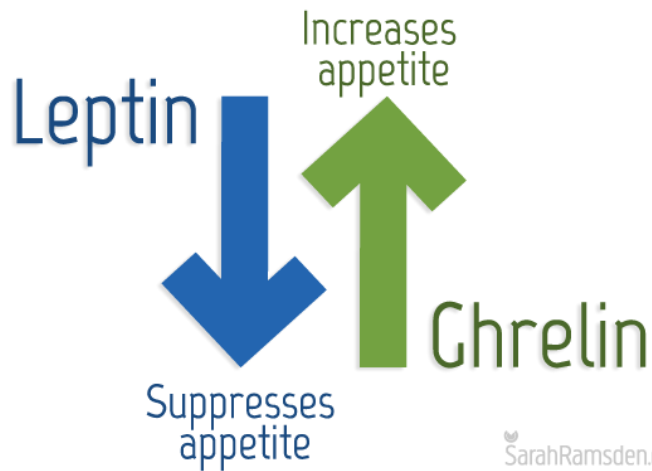 Increases
appetite
Leptin
Ghrelin
Suppresses
appetite
SarahRamsden.